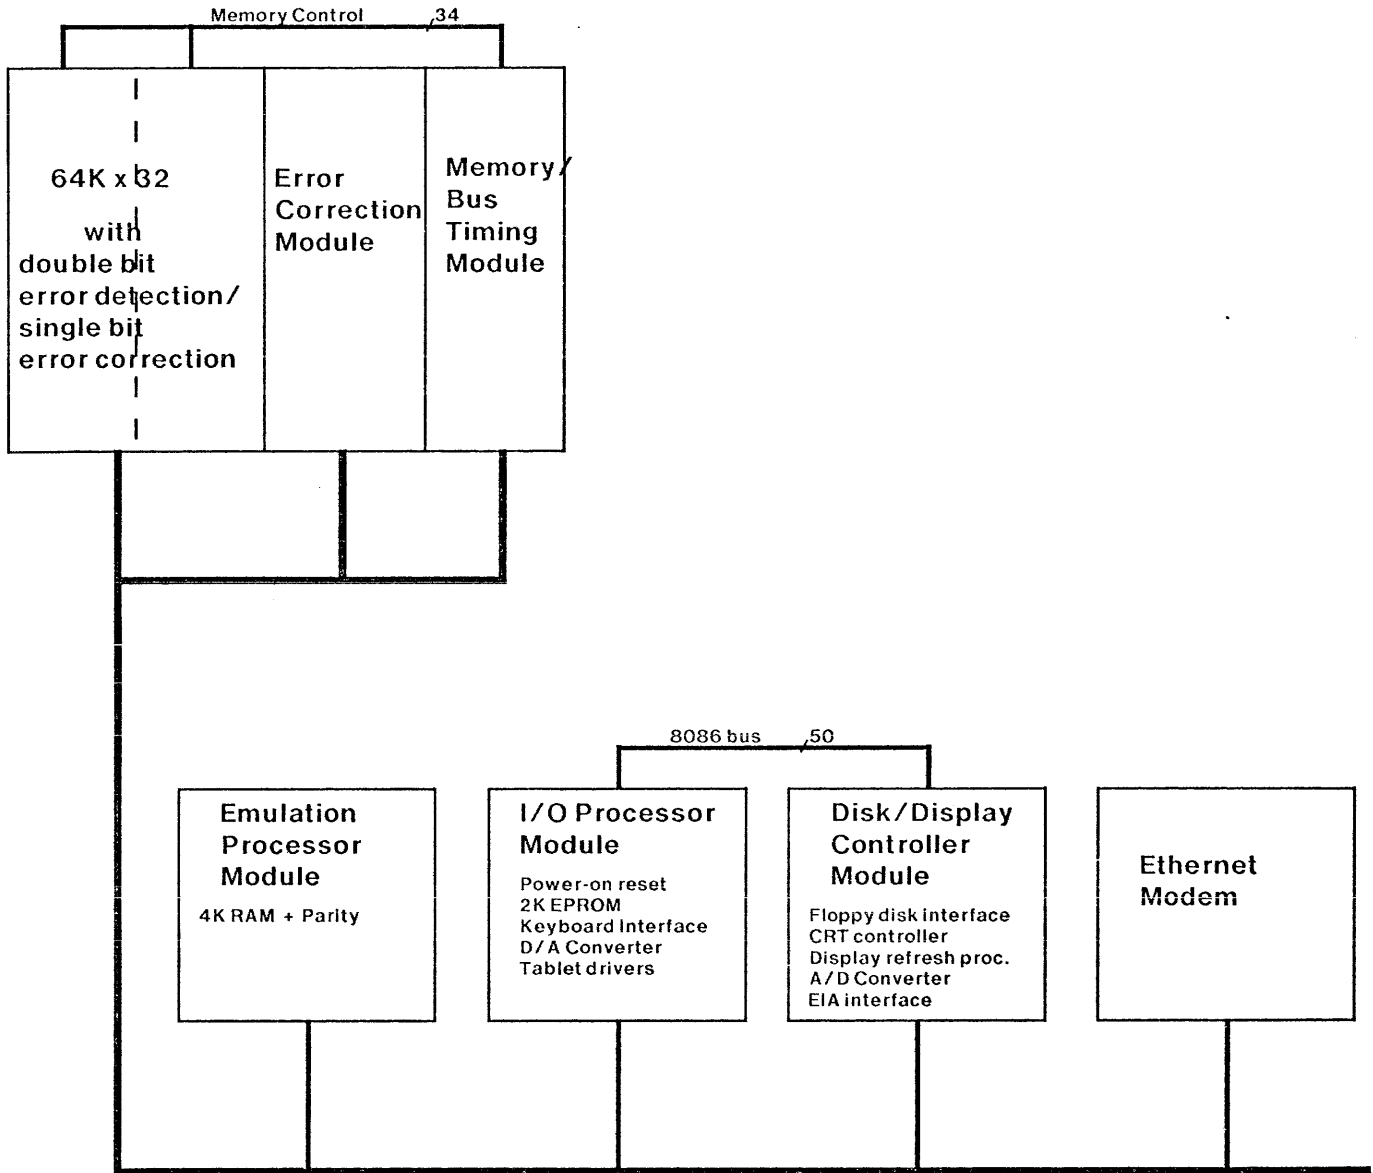 Memory Control 34
64K x 32
with
double bit
error detection/
single bit
error correction
Error
Correction
Module
Memory/
Bus
Timing
Module
8086 bus 50
Emulation
Processor
Module
4K RAM + Parity
I/O Processor
Module
Power-on reset
2K EPROM
Keyboard Interface
D/A Converter
Tablet drivers
Disk/Display
Controller
Module
Floppy disk interface
CRT controller
Display refresh proc.
A/D Converter
EIA interface
Ethernet
Modem